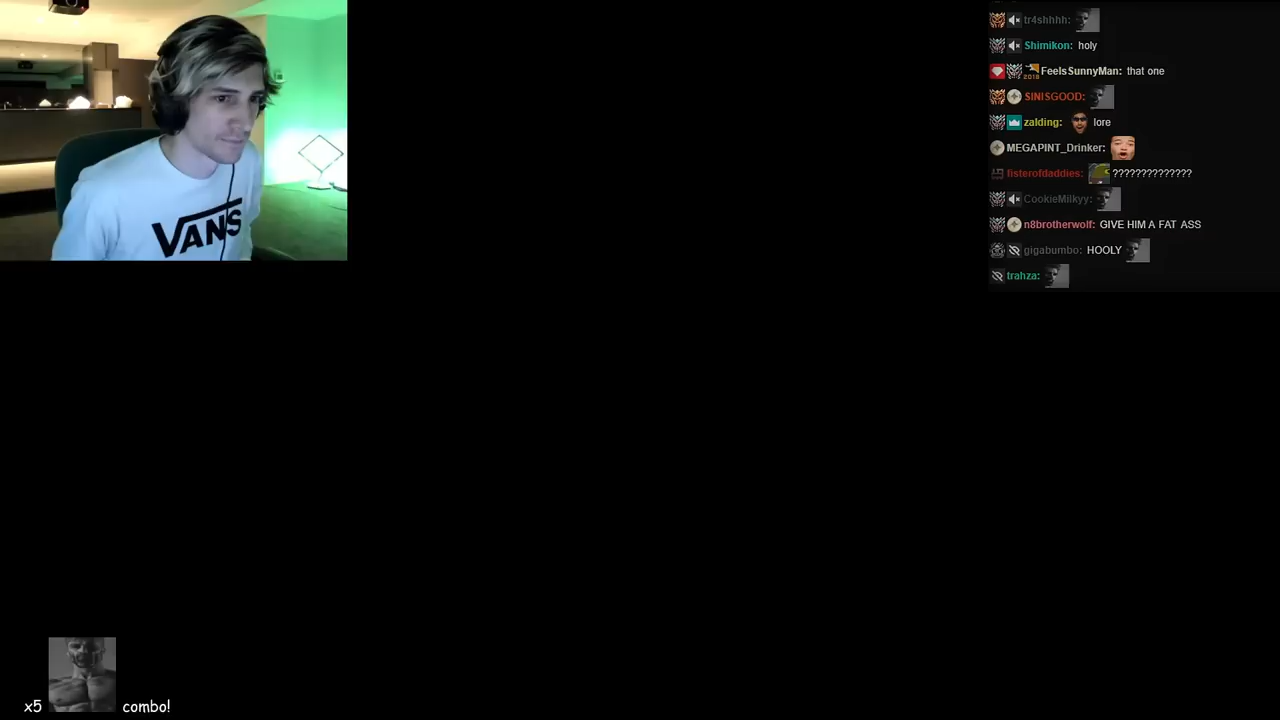 VANS
tr4shhhh:
Shimikon: holy
2018 FeelsSunnyMan: that one
SINISGOOD:
zalding: lore
MEGAPINT_Drinker:
fisterofdaddies: ??????????????
CookieMilkyy:
n8brotherwolf: GIVE HIM A FAT ASS
gigabumbo: HOOLY
trahza:
x5 combo!